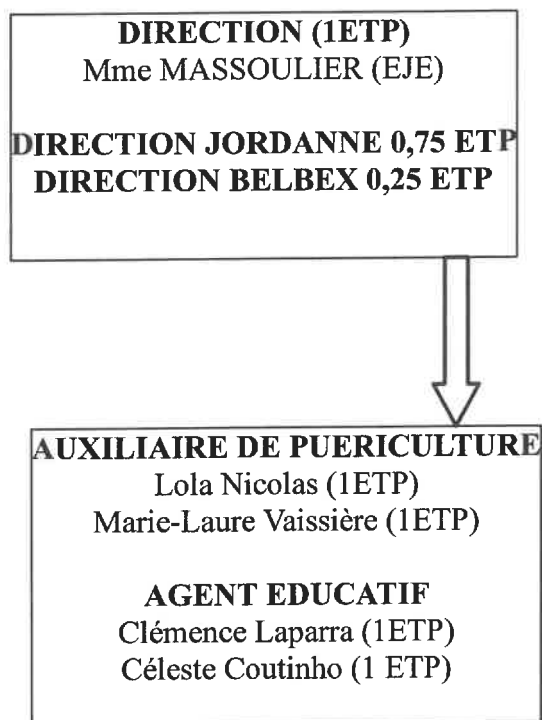 DIRECTION (1ETP)
Mme MASSOULIER (EJE)
DIRECTION JORDANNE 0,75 ETP
DIRECTION BELBEX 0,25 ETP
AUXILIAIRE DE PUERICULTURE
Lola Nicolas (1ETP)
Marie-Laure Vaissière (1ETP)
AGENT EDUCATIF
Clémence Laparra (1ETP)
Céleste Coutinho (1 ETP)